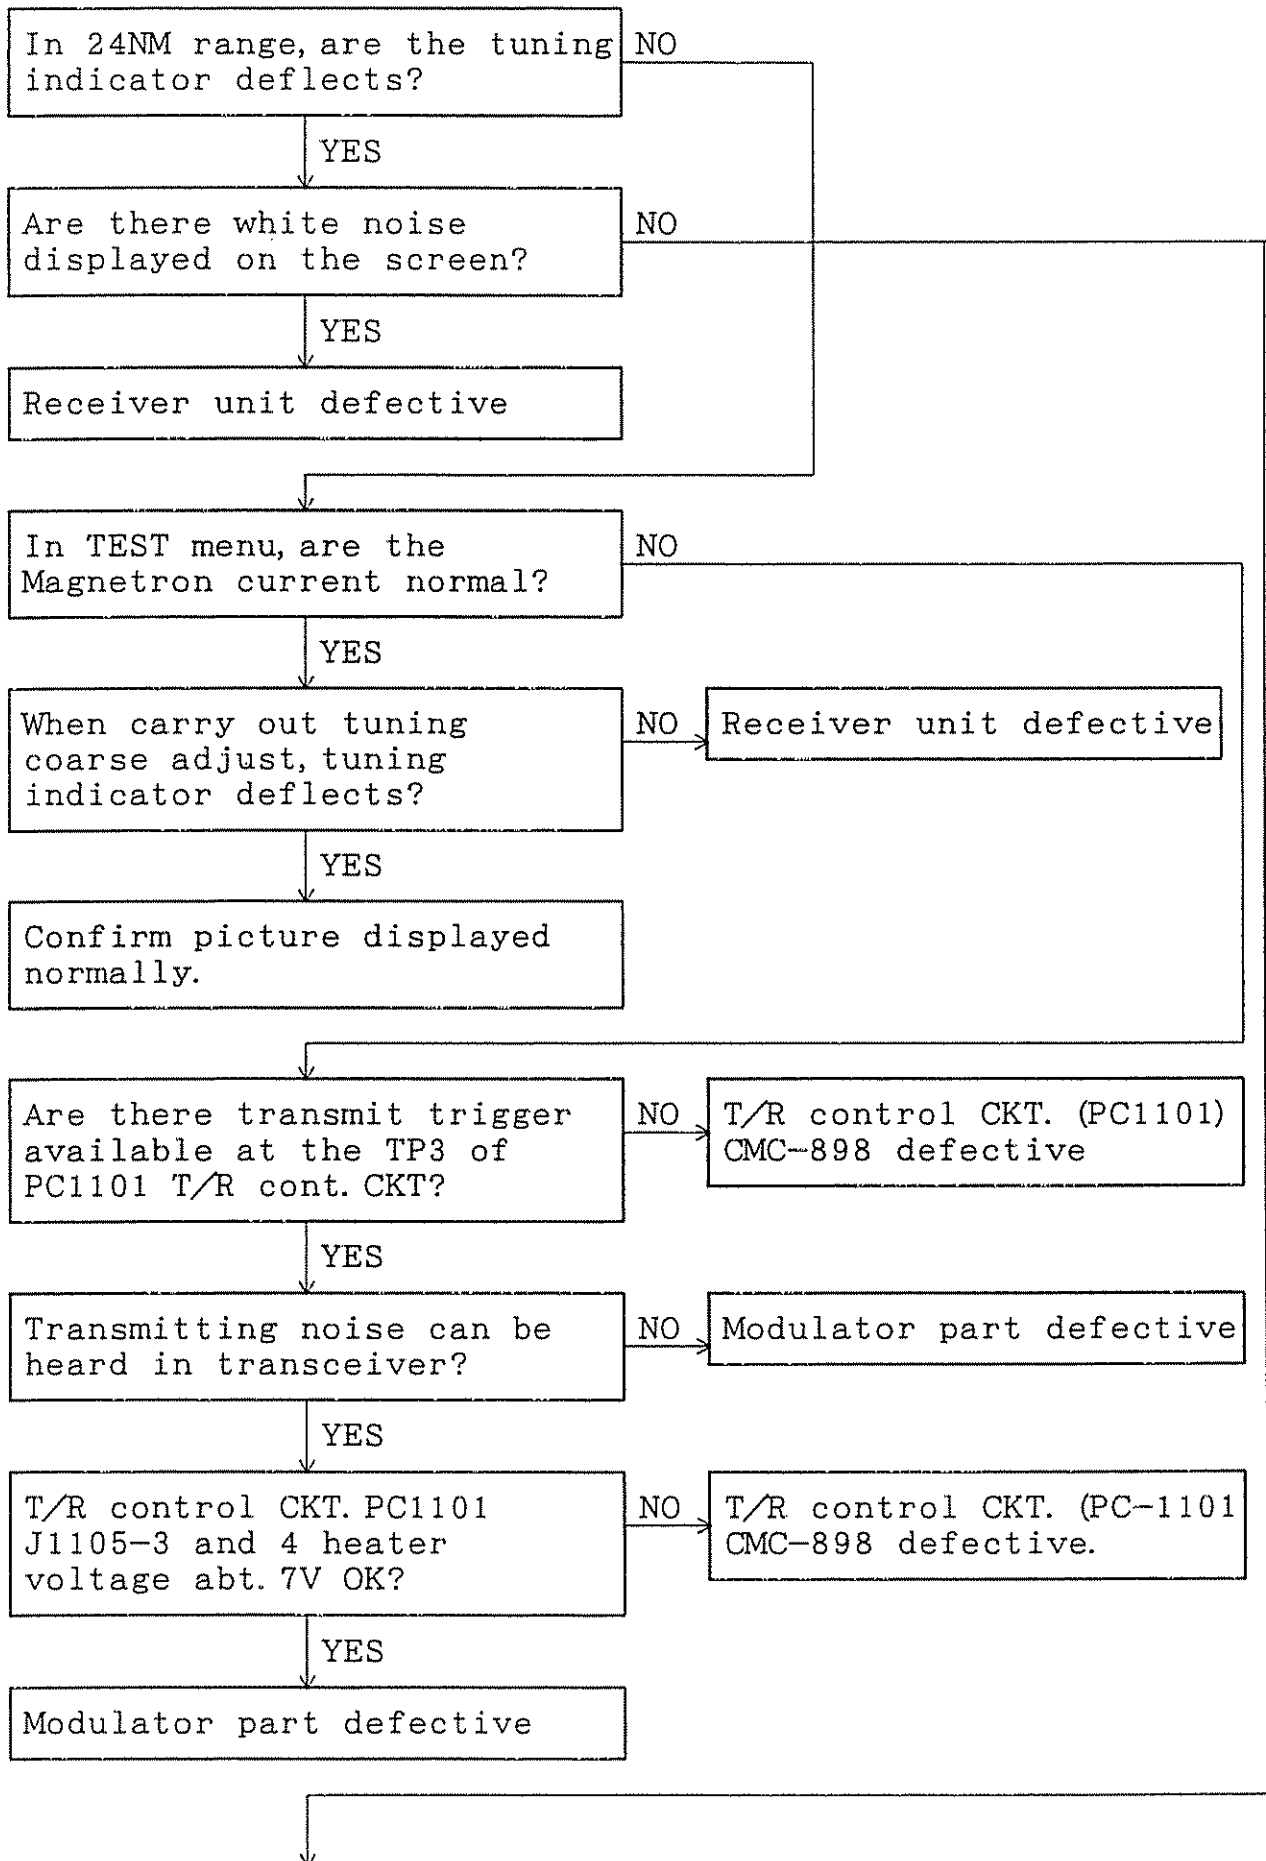 In 24NM range, are the tuning
indicator deflects?
NO
YES
Are there white noise
displayed on the screen?
NO
YES
Receiver unit defective
In TEST menu, are the
Magnetron current normal?
NO
YES
When carry out tuning
coarse adjust, tuning
indicator deflects?
NO
Receiver unit defective
YES
Confirm picture displayed
normally.
Are there transmit trigger
available at the TP3 of
PC1101 T/R cont. CKT?
NO
T/R control CKT. (PC1101)
CMC-898 defective
YES
Transmitting noise can be
heard in transceiver?
NO
Modulator part defective
YES
T/R control CKT. PC1101
J1105-3 and 4 heater
voltage abt. 7V OK?
NO
T/R control CKT. (PC-1101
CMC-898 defective.
YES
Modulator part defective